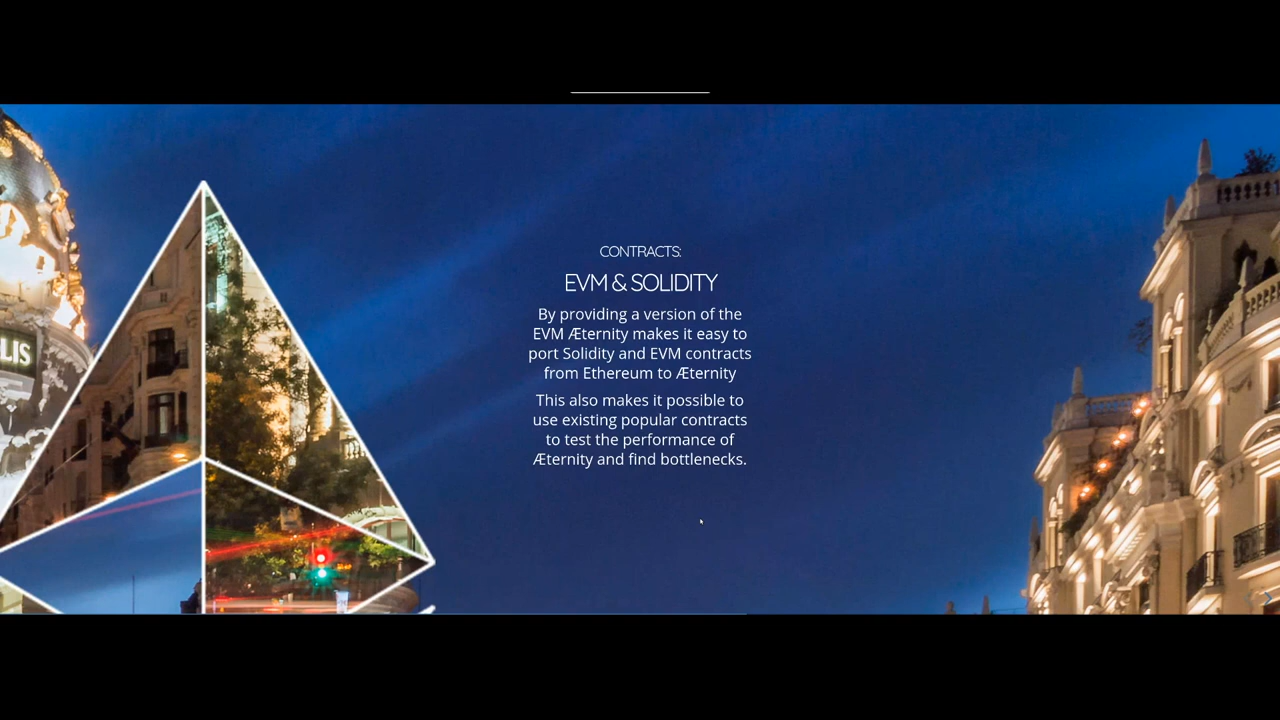 CONTRACTS:
EVM & SOLIDITY
By providing a version of the
EVM Æternity makes it easy to
port Solidity and EVM contracts
from Ethereum to Æternity
This also makes it possible to
use existing popular contracts
to test the performance of
Æternity and find bottlenecks.
LIS